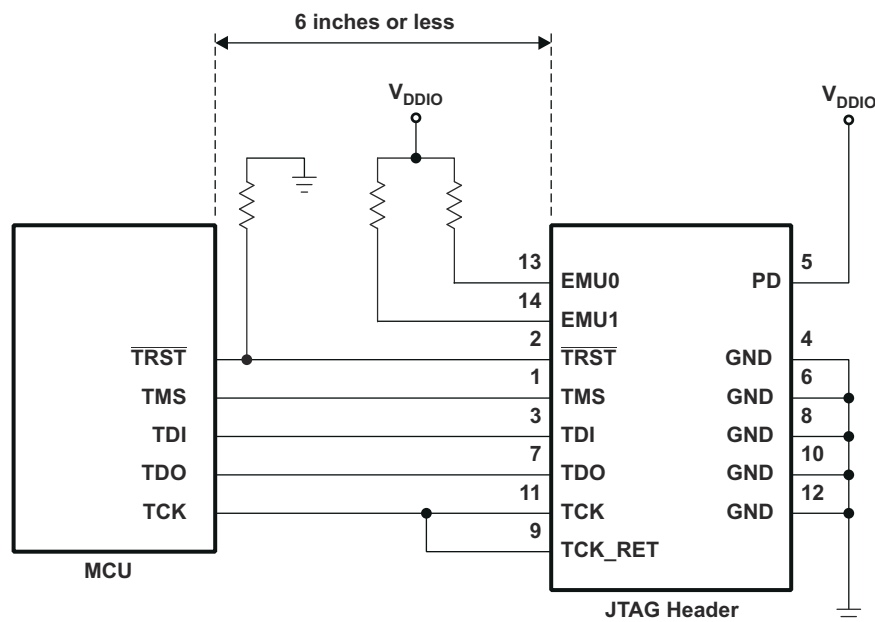 6 inches or less
VDDIO
VDDIO
13
EMU0
PD
5
14
EMU1
2
4
TRST
TRST
GND
1
6
TMS
TMS
GND
3
8
TDI
TDI
GND
7
10
TDO
TDO
GND
11
12
TCK
TCK
GND
9
TCK_RET
MCU
JTAG Header